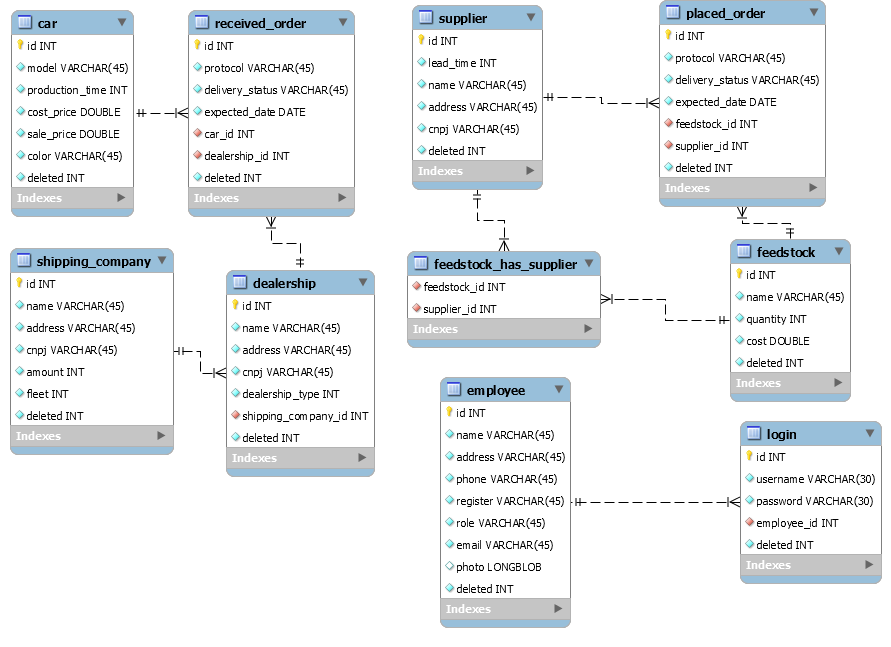 car
id INT
model VARCHAR(45)
production_time INT
cost_price DOUBLE
sale_price DOUBLE
color VARCHAR(45)
deleted INT
Indexes
received_order
id INT
protocol VARCHAR(45)
delivery_status VARCHAR(45)
expected_date DATE
car_id INT
dealership_id INT
deleted INT
Indexes
supplier
id INT
lead_time INT
name VARCHAR(45)
address VARCHAR(45)
cnpj VARCHAR(45)
deleted INT
Indexes
placed_order
id INT
protocol VARCHAR(45)
delivery_status VARCHAR(45)
expected_date DATE
feedstock_id INT
supplier_id INT
deleted INT
Indexes
shipping_company
id INT
name VARCHAR(45)
address VARCHAR(45)
cnpj VARCHAR(45)
amount INT
fleet INT
deleted INT
Indexes
dealership
id INT
name VARCHAR(45)
address VARCHAR(45)
cnpj VARCHAR(45)
dealership_type INT
shipping_company_id INT
deleted INT
Indexes
feedstock_has_supplier
feedstock_id INT
supplier_id INT
Indexes
feedstock
id INT
name VARCHAR(45)
quantity INT
cost DOUBLE
deleted INT
Indexes
employee
id INT
name VARCHAR(45)
address VARCHAR(45)
phone VARCHAR(45)
register VARCHAR(45)
role VARCHAR(45)
email VARCHAR(45)
photo LONGBLOB
deleted INT
Indexes
login
id INT
username VARCHAR(30)
password VARCHAR(30)
employee_id INT
deleted INT
Indexes